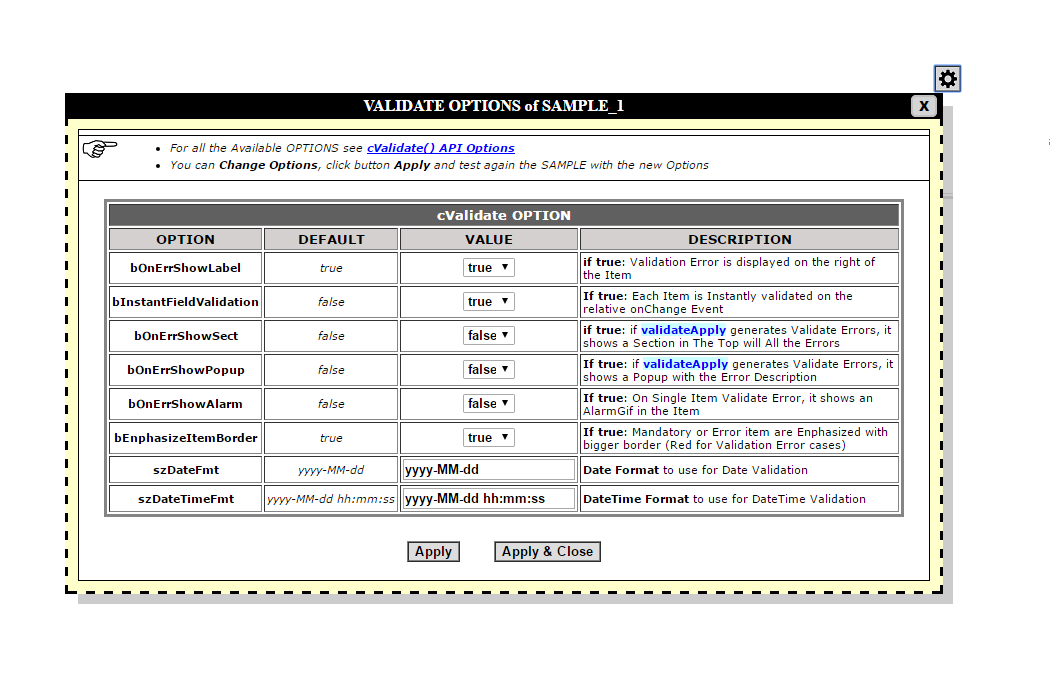 VALIDATE OPTIONS of SAMPLE_1
X
For all the Available OPTIONS see cValidate() API Options
You can Change Options, click button Apply and test again the SAMPLE with the new Options
cValidate OPTION
OPTION DEFAULT VALUE DESCRIPTION
bOnErrShowLabel true true if true: Validation Error is displayed on the right of
the Item
bInstantFieldValidation false true If true: Each Item is Instantly validated on the
relative onChange Event
bOnErrShowSect false false if true: if validateApply generates Validate Errors, it
shows a Section in The Top will All the Errors
bOnErrShowPopup false false If true: if validateApply generates Validate Errors, it
shows a Popup with the Error Description
bOnErrShowAlarm false false If true: On Single Item Validate Error, it shows an
AlarmGif in the Item
bEnphasizeItemBorder true true If true: Mandatory or Error item are Enphasized with
bigger border (Red for Validation Error cases)
szDateFmt yyyy-MM-dd yyyy-MM-dd Date Format to use for Date Validation
szDateTimeFmt yyyy-MM-dd hh:mm:ss yyyy-MM-dd hh:mm:ss DateTime Format to use for DateTime Validation
Apply Apply & Close